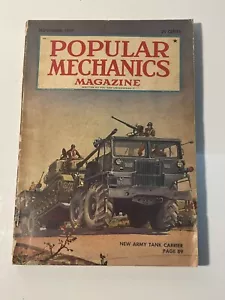 POPULAR
MECHANICS
MAGAZINE
NEW ARMY TANK CARRIER
PAGE 89